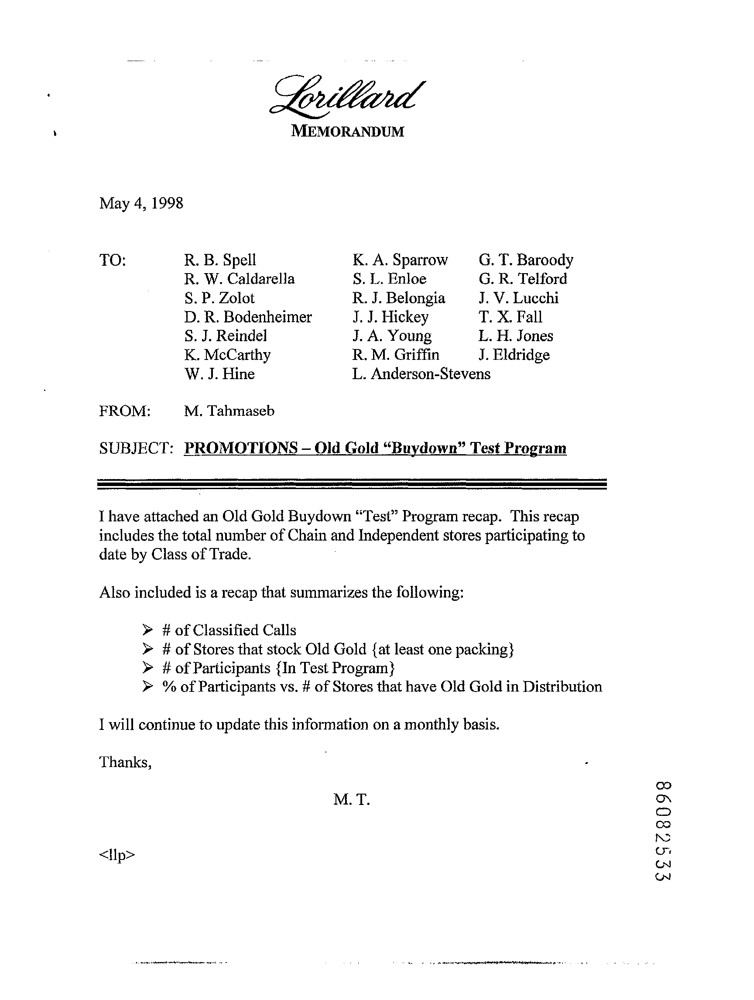 Lorillard
MEMORANDUM
May 4, 1998
TO: R. B. Spell K. A. Sparrow G. T. Baroody
R. W. Caldarella S. L. Enloe G. R. Telford
S. P. Zolot R. J. Belongia J. V. Lucchi
D. R. Bodenheimer J. J. Hickey T. X. Fall
S. J. Reindel J. A. Young L. H. Jones
K. McCarthy R. M. Griffin J. Eldridge
W. J. Hine L. Anderson-Stevens
FROM: M. Tahmaseb
SUBJECT: PROMOTIONS – Old Gold “Buydown” Test Program
I have attached an Old Gold Buydown “Test” Program recap. This recap
includes the total number of Chain and Independent stores participating to
date by Class of Trade.
Also included is a recap that summarizes the following:
➢ # of Classified Calls
➢ # of Stores that stock Old Gold {at least one packing}
➢ # of Participants {In Test Program}
➢ % of Participants vs. # of Stores that have Old Gold in Distribution
I will continue to update this information on a monthly basis.
Thanks,
M. T.
<llp>
86082533